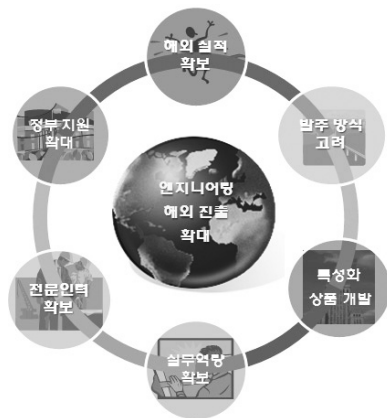 해외 실적
확보
발주 방식
고려
특성화
상품 개발
실무역량
확보
전문인력
확보
정부 지원
확대
엔지니어링
해외 진출
확대